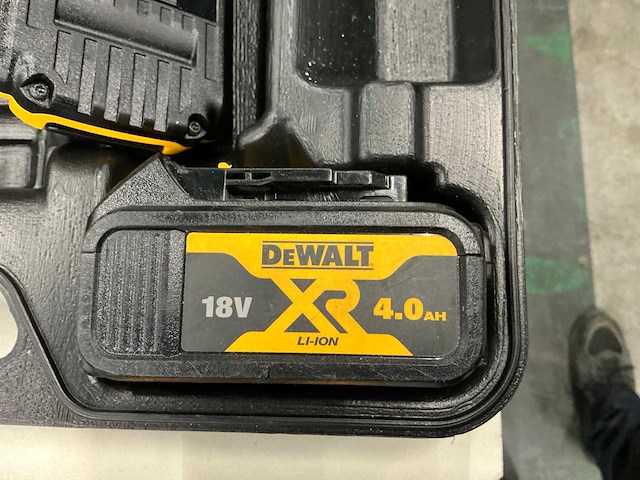 DEWALT
18V XR 4.0AH
LI-ION